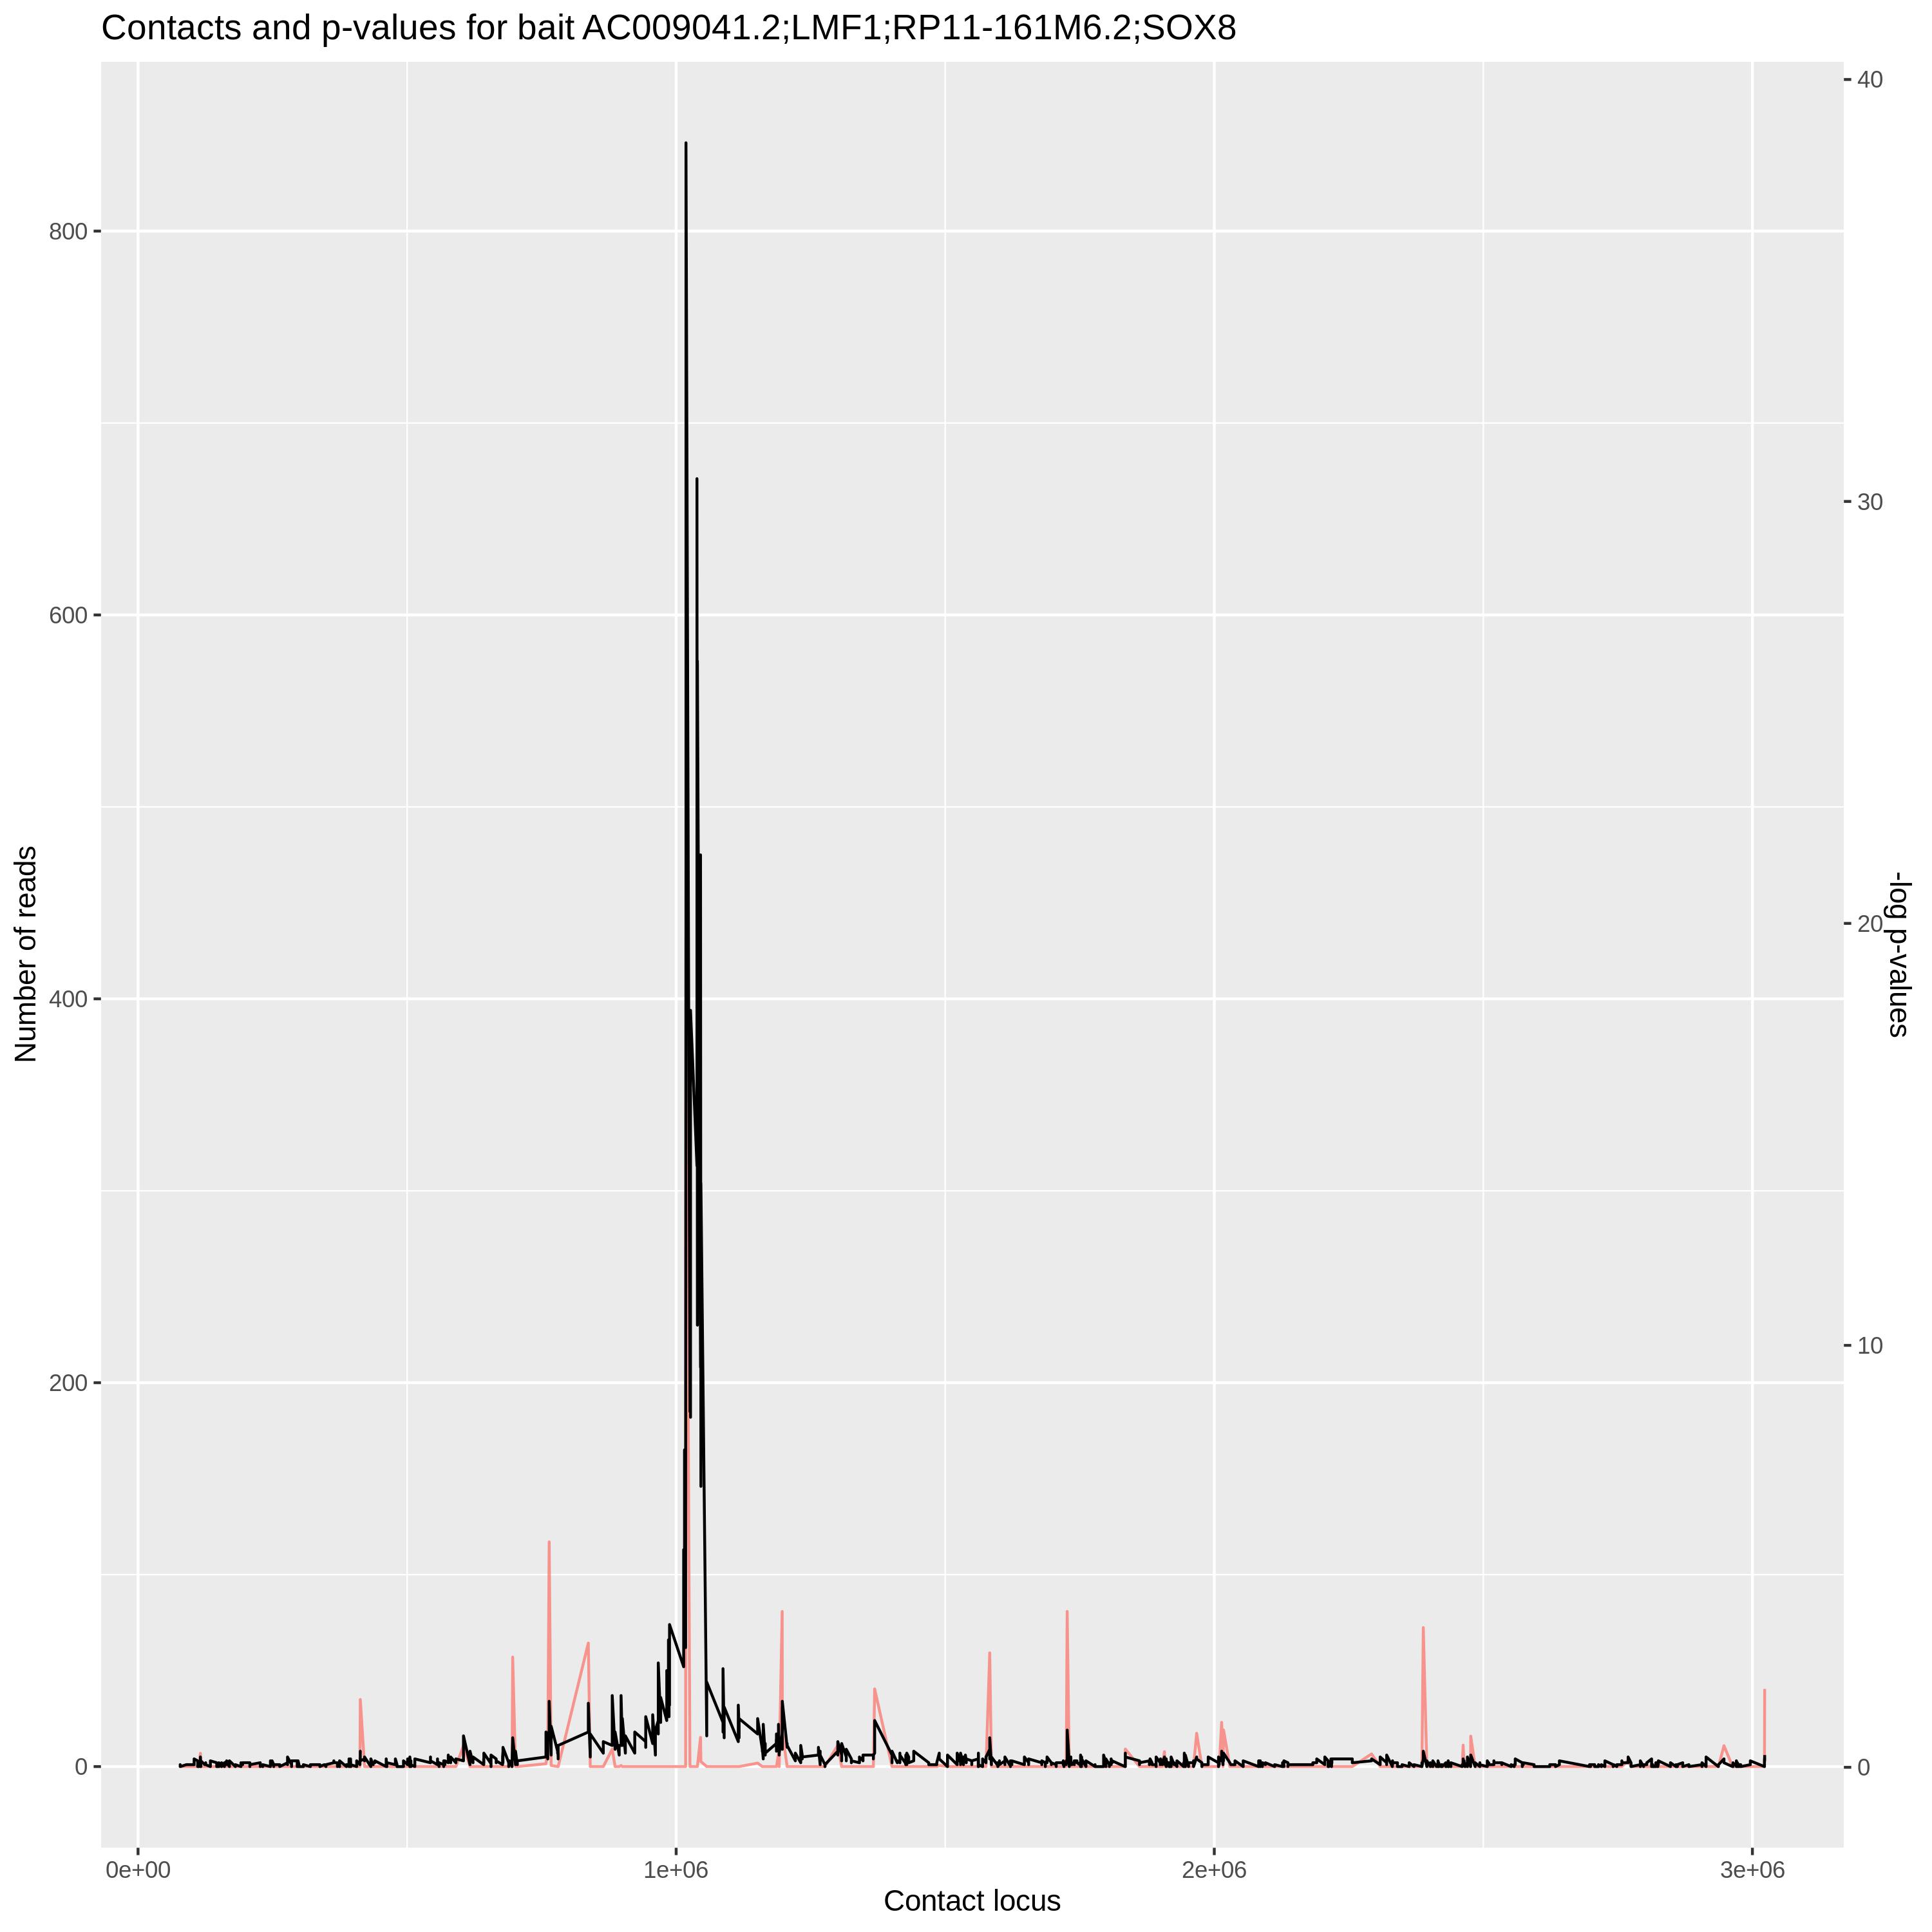 Contacts and p-values for bait AC009041.2;LMF1;RP11-161M6.2;SOX8
Number of reads
800
600
400
200
0
40
30
20
10
0
-log p-values
0e+00
1e+06
2e+06
3e+06
Contact locus